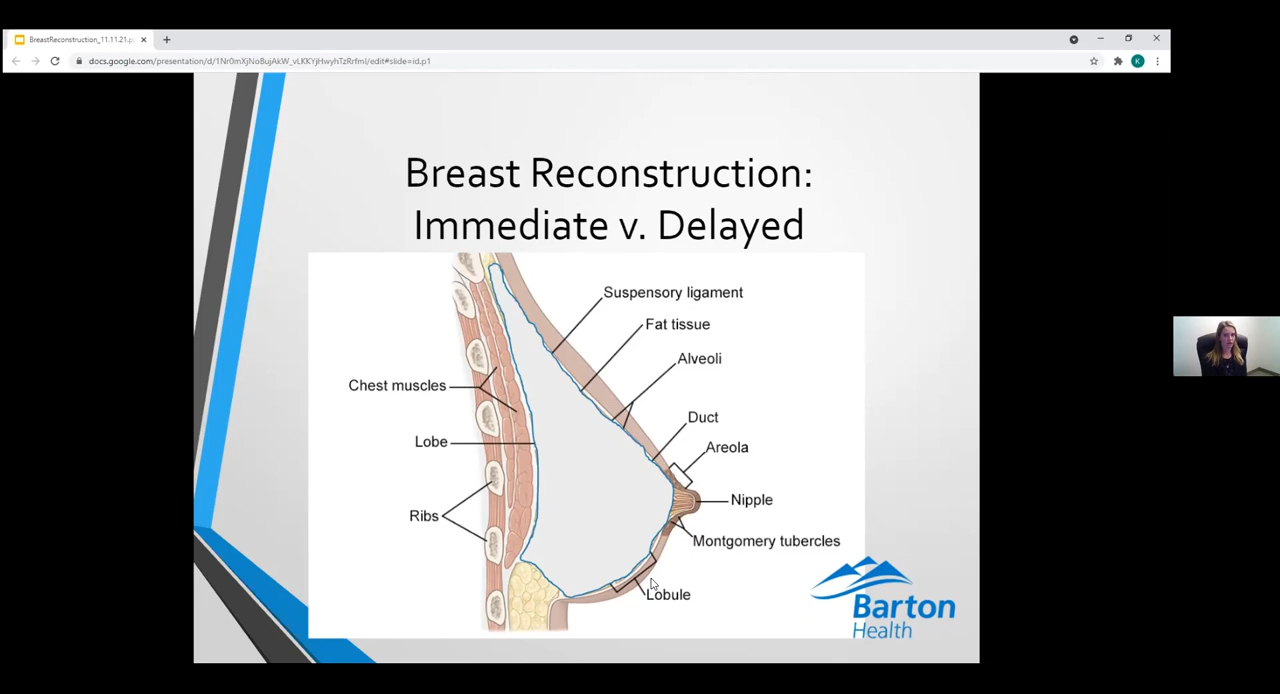 BreastReconstruction_11.11.21.p
docs.google.com/presentation/d/1Nr0mXjNoBujAkW_vLKKYjHwyhTzRrfmI/edit#slide=id.p1
K
Breast Reconstruction:
Immediate v. Delayed
Suspensory ligament
Fat tissue
Alveoli
Chest muscles
Duct
Lobe
Areola
Nipple
Ribs
Montgomery tubercles
Lobule
Barton
Health